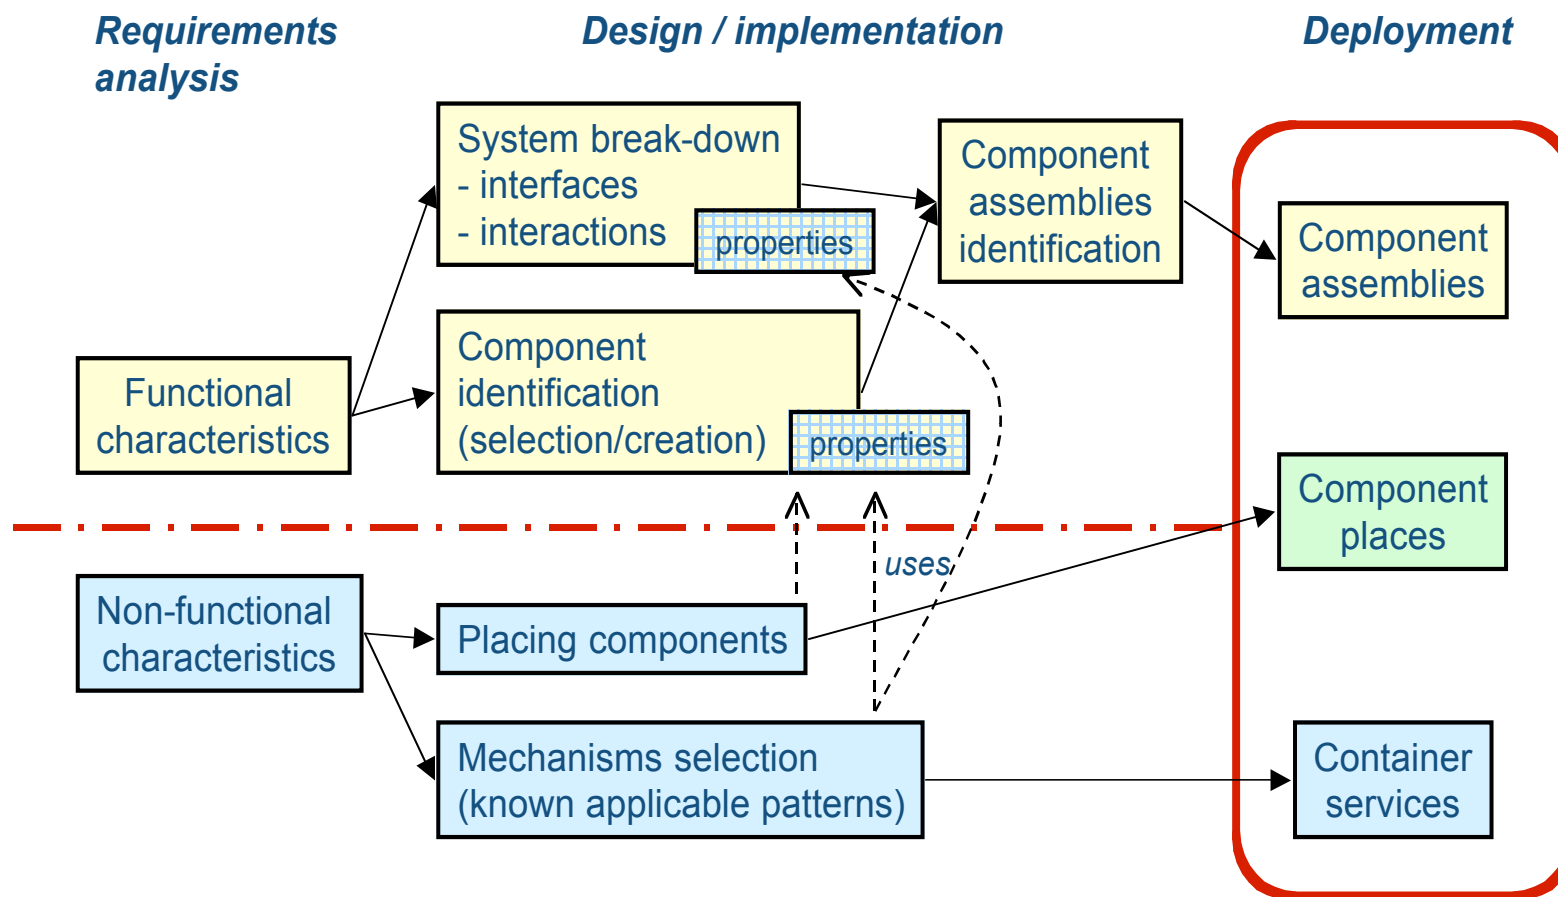 Requirements
analysis
Design / implementation
Deployment
System break-down
- interfaces
- interactions
properties
Component
assemblies
identification
Component
assemblies
Component
identification
(selection/creation)
properties
Functional
characteristics
Component
places
uses
Non-functional
characteristics
Placing components
Mechanisms selection
(known applicable patterns)
Container
services